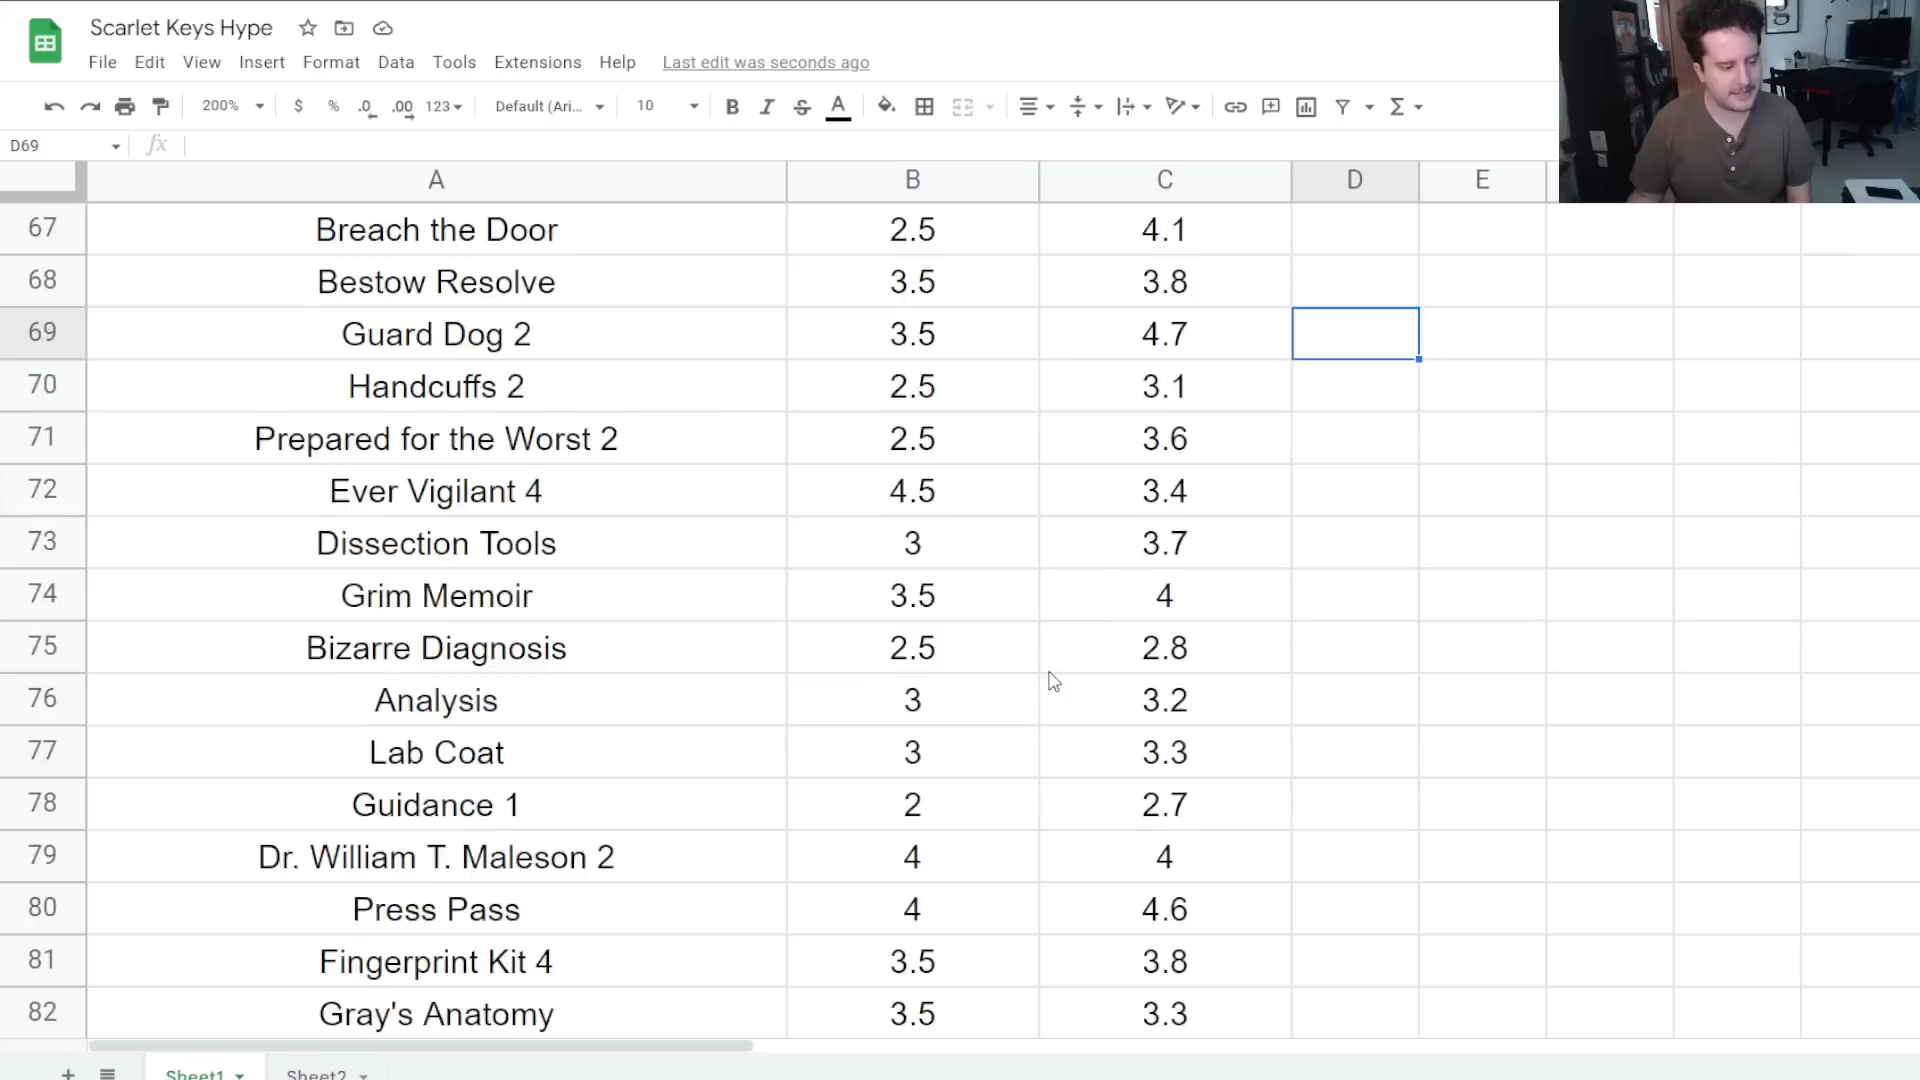 Scarlet Keys Hype
File Edit View Insert Format Data Tools Extensions Help Last edit was seconds ago
200% $ % .0 .00 123 Default (Ari... 10 B I S A
D69 fx
A B C D E
67 Breach the Door 2.5 4.1
68 Bestow Resolve 3.5 3.8
69 Guard Dog 2 3.5 4.7
70 Handcuffs 2 2.5 3.1
71 Prepared for the Worst 2 2.5 3.6
72 Ever Vigilant 4 4.5 3.4
73 Dissection Tools 3 3.7
74 Grim Memoir 3.5 4
75 Bizarre Diagnosis 2.5 2.8
76 Analysis 3 3.2
77 Lab Coat 3 3.3
78 Guidance 1 2 2.7
79 Dr. William T. Maleson 2 4 4
80 Press Pass 4 4.6
81 Fingerprint Kit 4 3.5 3.8
82 Gray's Anatomy 3.5 3.3
+ Sheet1 Sheet2